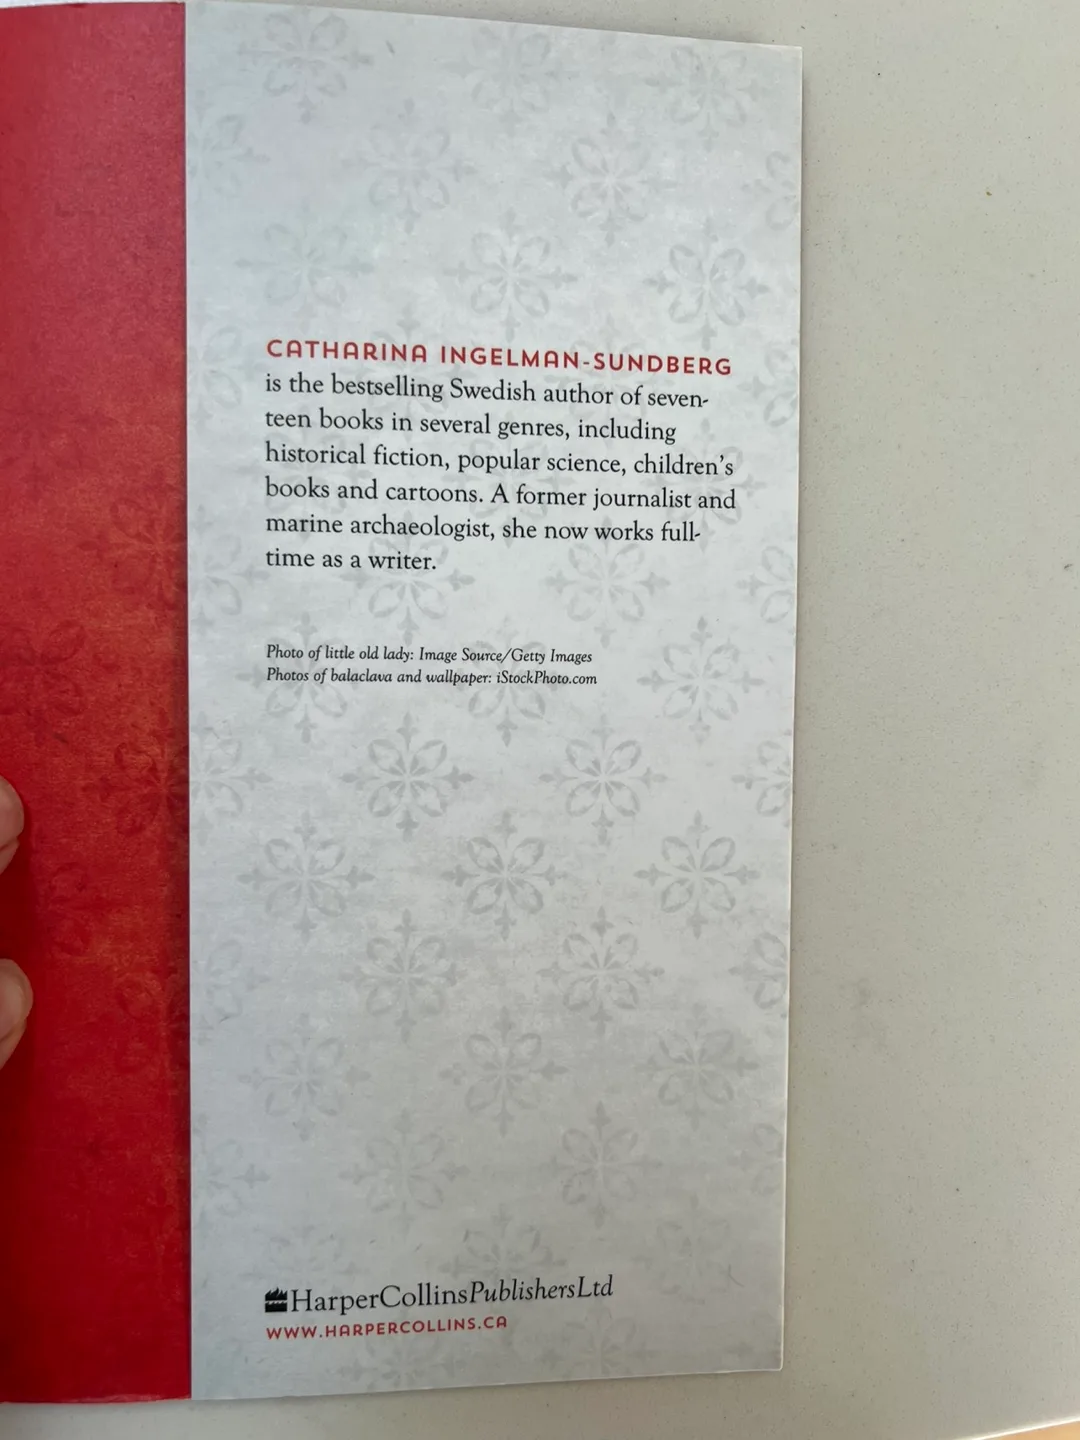 CATHARINA INGELMAN-SUNDBERG
is the bestselling Swedish author of seven-
teen books in several genres, including
historical fiction, popular science, children's
books and cartoons. A former journalist and
marine archaeologist, she now works full-
time as a writer.
Photo of little old lady: Image Source/Getty Images
Photos of balaclava and wallpaper: iStockPhoto.com
HarperCollinsPublishersLtd
WWW.HARPERCOLLINS.CA